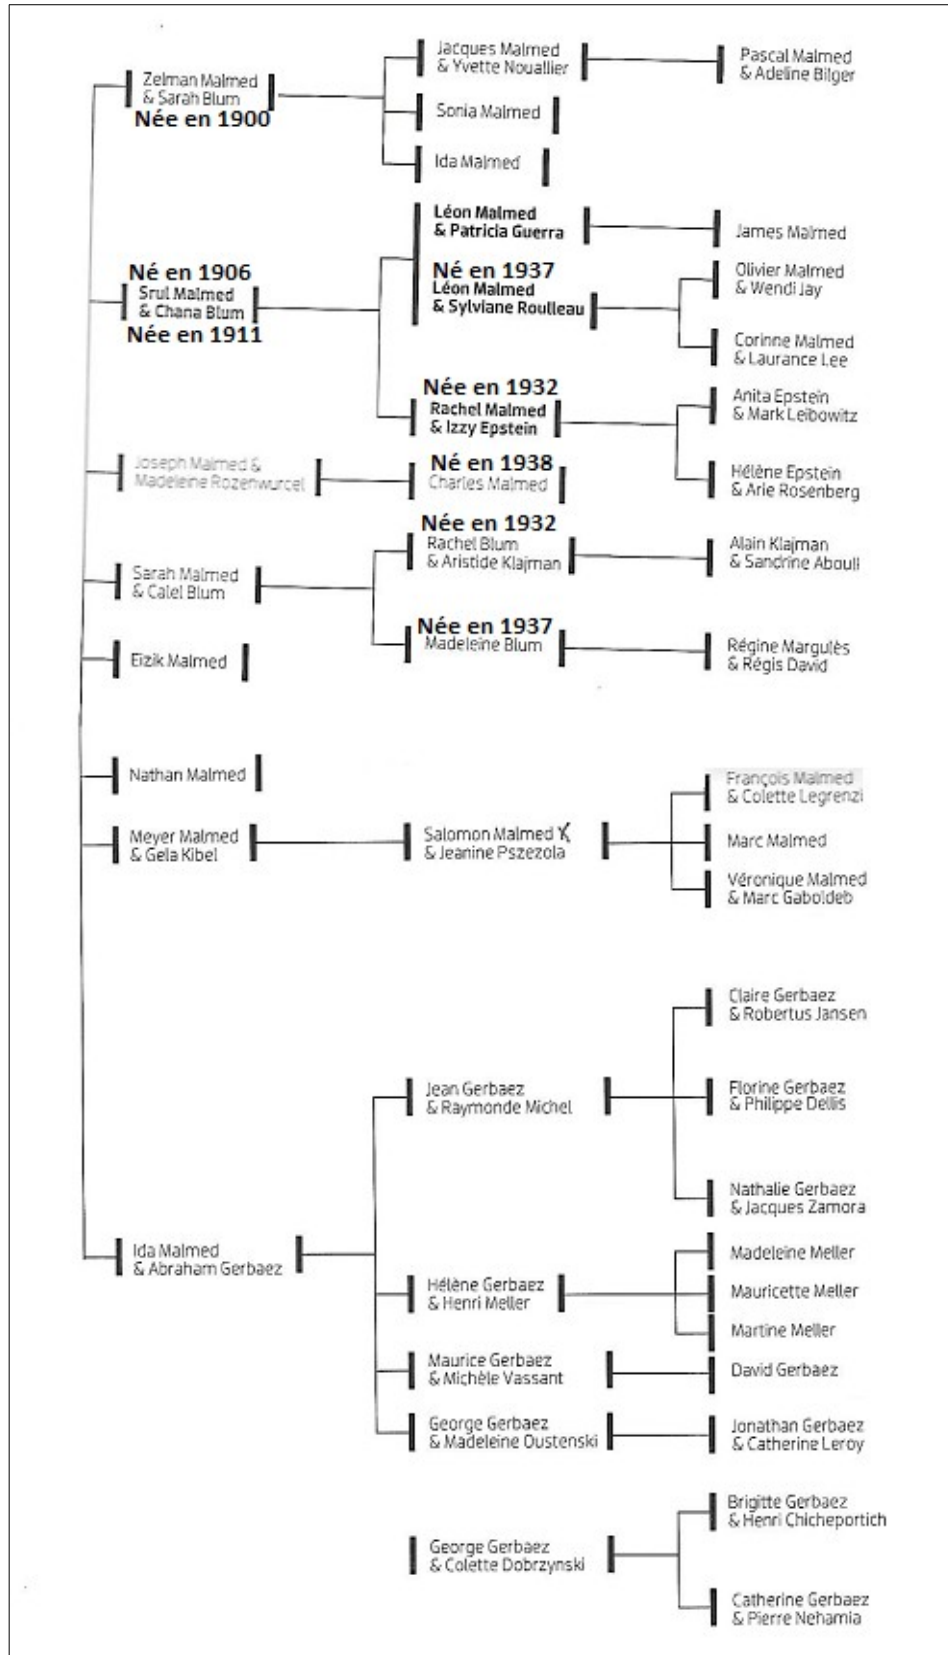 Zelman Malmed
& Sarah Blum
Née en 1900
Jacques Malmed
& Yvette Nouallier
Pascal Malmed
& Adeline Bilger
Sonia Malmed
Ida Malmed
Né en 1906
Srul Malmed
& Chana Blum
Née en 1911
Léon Malmed
& Patricia Guerra
James Malmed
Né en 1937
Léon Malmed
& Sylviane Roulleau
Olivier Malmed
& Wendi Jay
Corinne Malmed
& Laurance Lee
Née en 1932
Rachel Malmed
& Izzy Epstein
Anita Epstein
& Mark Leibowitz
Hélène Epstein
& Arie Rosenberg
Joseph Malmed &
Madeleine Rozenwurcel
Né en 1938
Charles Malmed
Sarah Malmed
& Calel Blum
Née en 1932
Rachel Blum
& Aristide Klajman
Alain Klajman
& Sandrine Aboull
Née en 1937
Madeleine Blum
Régine Margulès
& Régis David
Eizik Malmed
Nathan Malmed
Meyer Malmed
& Gela Kibel
Salomon Malmed
& Jeanine Pszezola
François Malmed
& Colette Legrenzi
Marc Malmed
Véronique Malmed
& Marc Gaboldeb
Ida Malmed
& Abraham Gerbaez
Jean Gerbaez
& Raymonde Michel
Claire Gerbaez
& Robertus Jansen
Florine Gerbaez
& Philippe Dellis
Nathalie Gerbaez
& Jacques Zamora
Hélène Gerbaez
& Henri Meller
Madeleine Meller
Mauricette Meller
Martine Meller
Maurice Gerbaez
& Michèle Vassant
David Gerbaez
George Gerbaez
& Madeleine Oustenski
Jonathan Gerbaez
& Catherine Leroy
George Gerbaez
& Colette Dobrzynski
Brigitte Gerbaez
& Henri Chicheportich
Catherine Gerbaez
& Pierre Nehamia